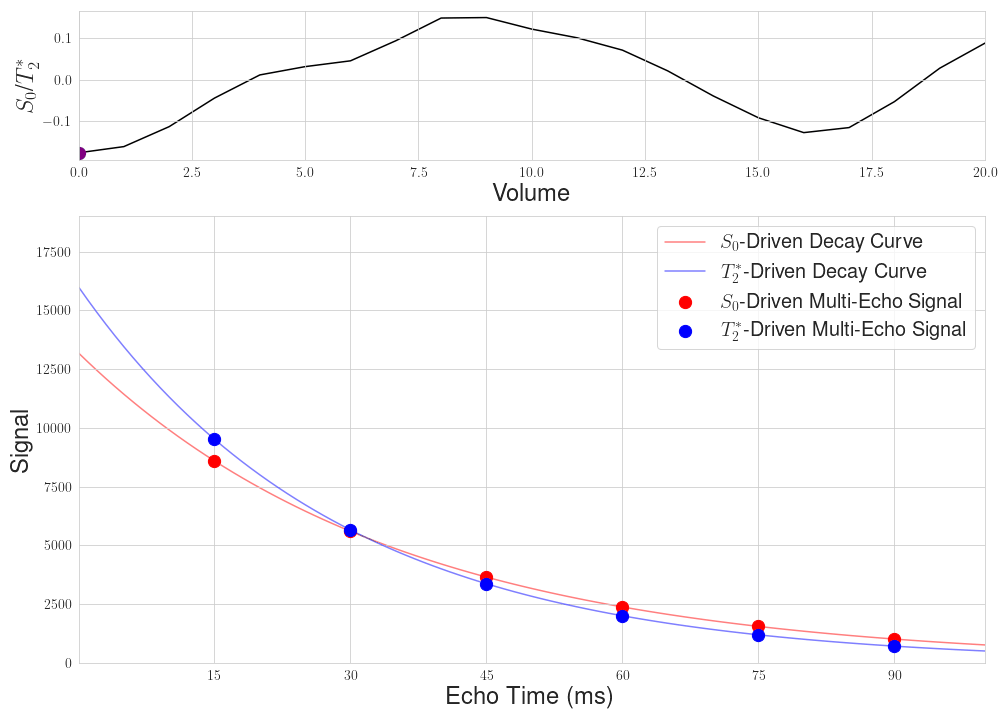 S₀/T₂*
0.1
0.0
−0.1
0.0 2.5 5.0 7.5 10.0 12.5 15.0 17.5 20.0
Volume
Signal
17500
15000
12500
10000
7500
5000
2500
0
S₀-Driven Decay Curve
T₂*-Driven Decay Curve
S₀-Driven Multi-Echo Signal
T₂*-Driven Multi-Echo Signal
15 30 45 60 75 90
Echo Time (ms)